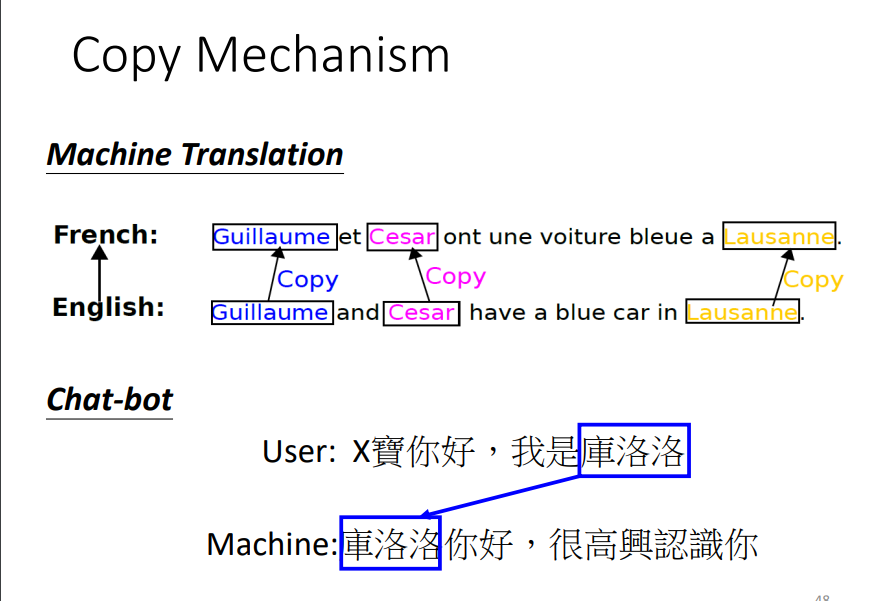 Copy Mechanism
Machine Translation
French: Guillaume et Cesar ont une voiture bleue a Lausanne.
Copy Copy Copy
English: Guillaume and Cesar have a blue car in Lausanne.
Chat-bot
User: X寶你好，我是庫洛洛
Machine:庫洛洛你好，很高興認識你
48